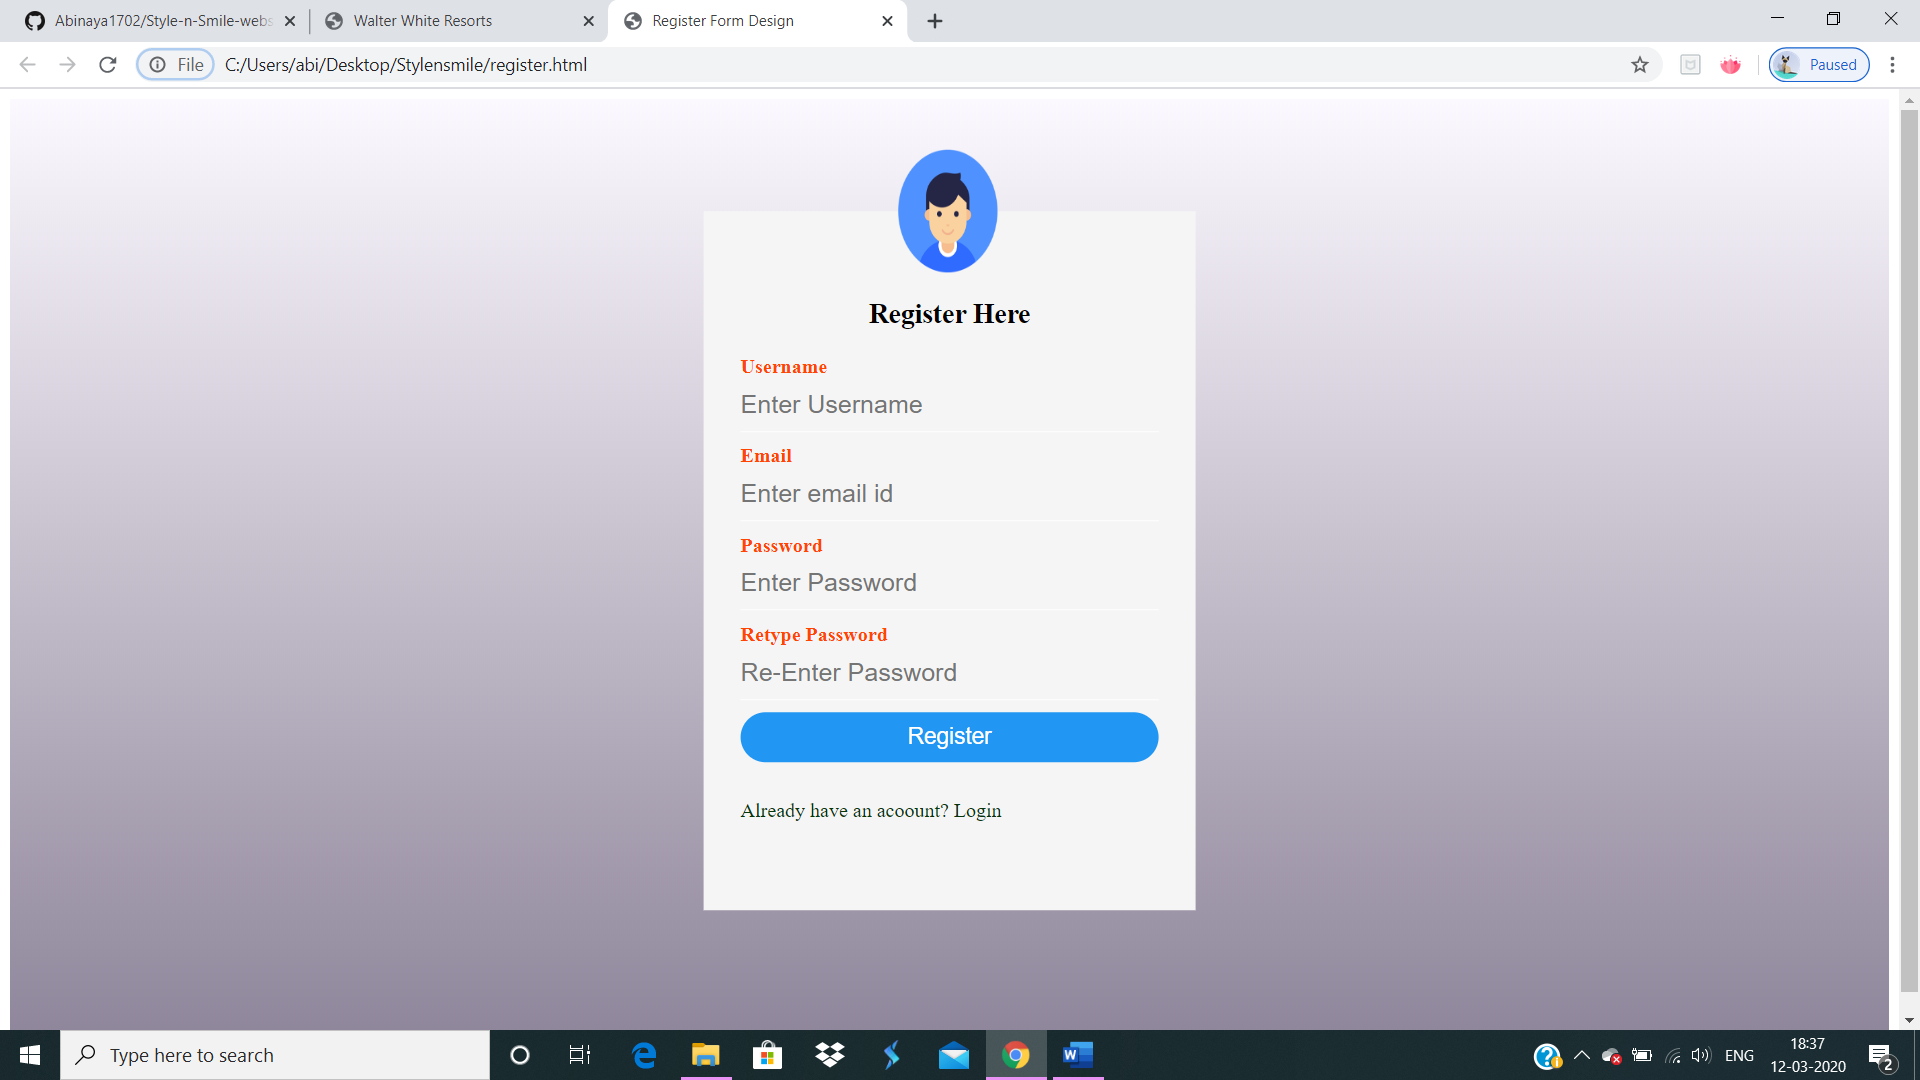 Abinaya1702/Style-n-Smile-webs
Walter White Resorts
Register Form Design
File
C:/Users/abi/Desktop/Stylensmile/register.html
Paused
Register Here
Username
Enter Username
Email
Enter email id
Password
Enter Password
Retype Password
Re-Enter Password
Register
Already have an acoount? Login
Type here to search
ENG
18:37
12-03-2020
2